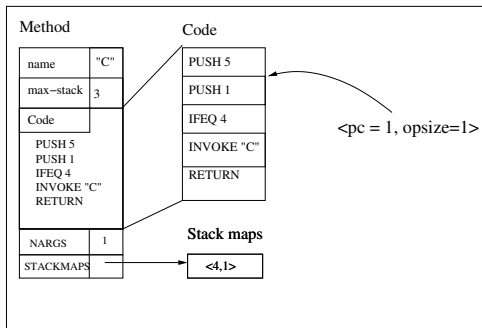 Method
name "C"
max-stack 3
Code
PUSH 5
PUSH 1
IFEQ 4
INVOKE "C"
RETURN
NARGS 1
STACKMAPS
Code
PUSH 5
PUSH 1
IFEQ 4
INVOKE "C"
RETURN
<pc = 1, opsize=1>
Stack maps
<4,1>